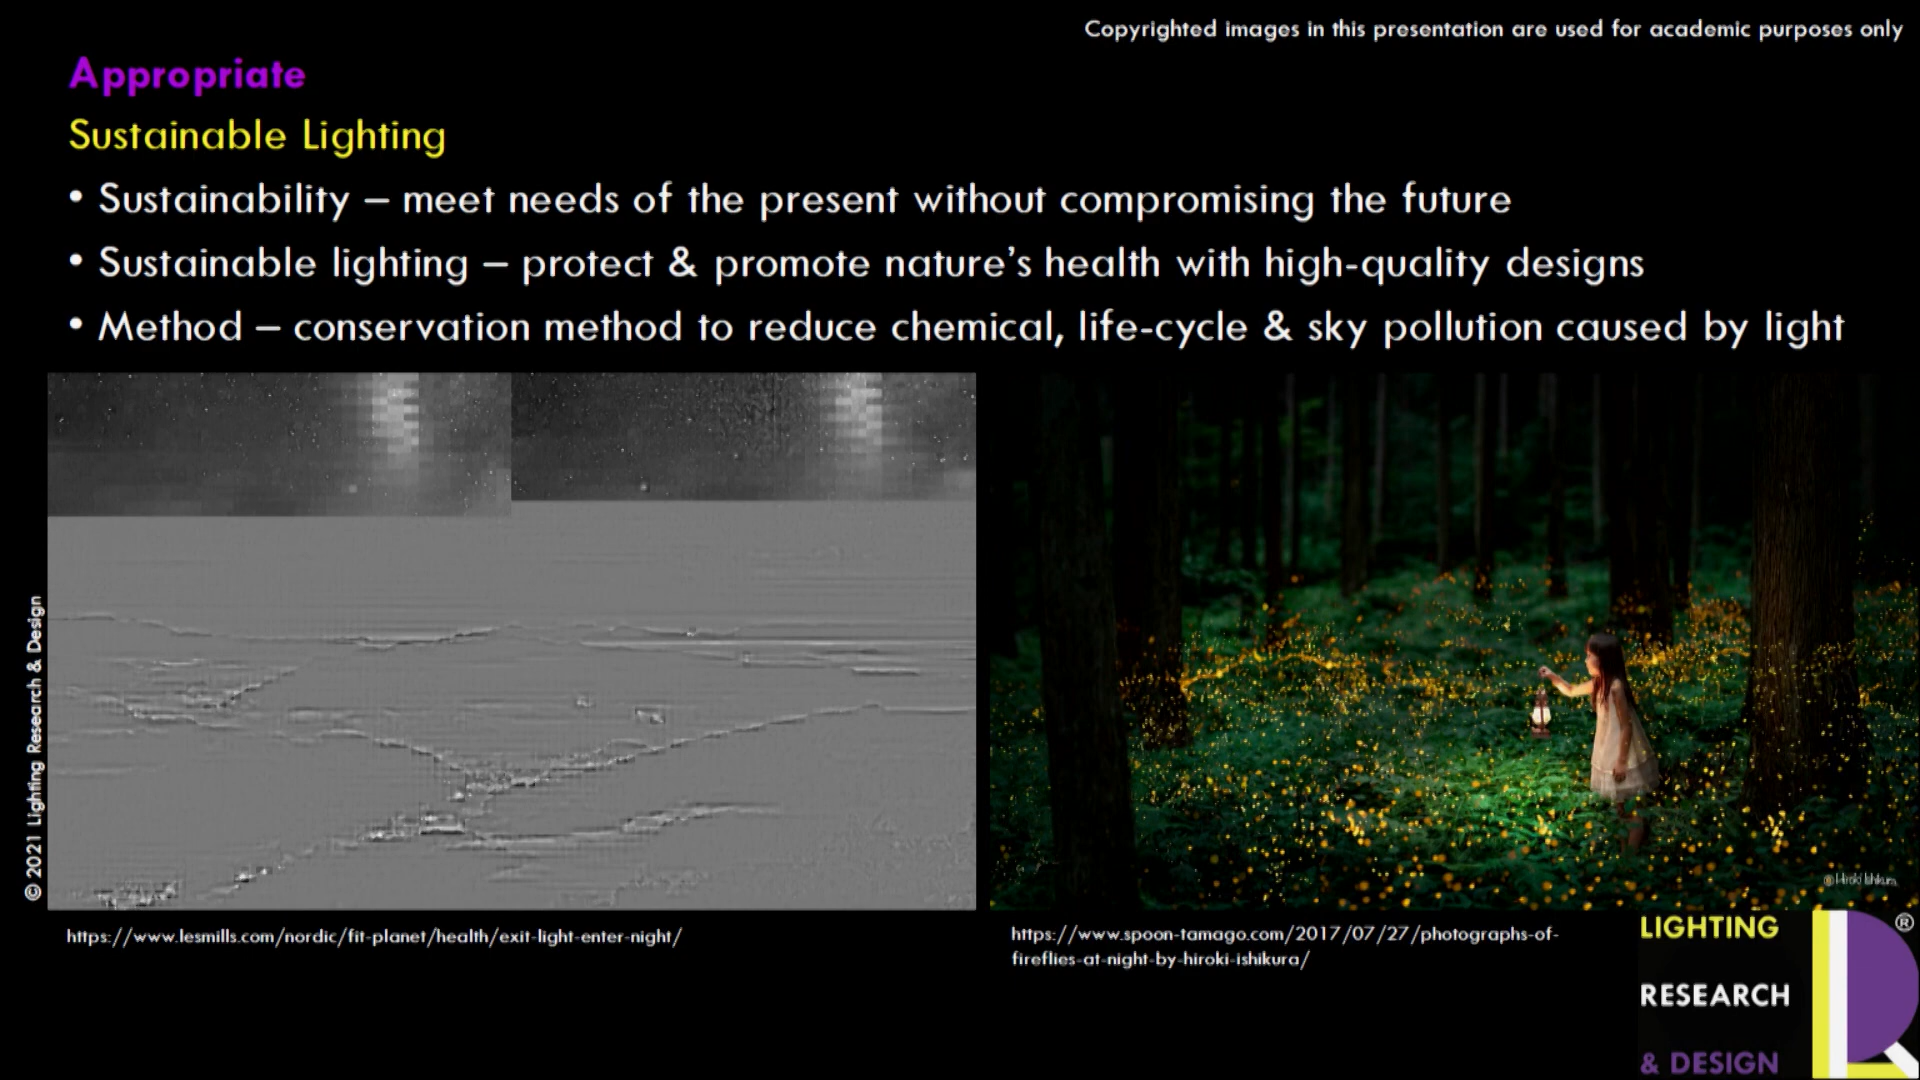 Copyrighted images in this presentation are used for academic purposes only
Appropriate
Sustainable Lighting
• Sustainability – meet needs of the present without compromising the future
• Sustainable lighting – protect & promote nature's health with high-quality designs
• Method – conservation method to reduce chemical, life-cycle & sky pollution caused by light
© 2021 Lighting Research & Design
© Hiroki Ishikura
https://www.lesmills.com/nordic/fit-planet/health/exit-light-enter-night/
https://www.spoon-tamago.com/2017/07/27/photographs-of-
fireflies-at-night-by-hiroki-ishikura/
LIGHTING
RESEARCH
& DESIGN
®